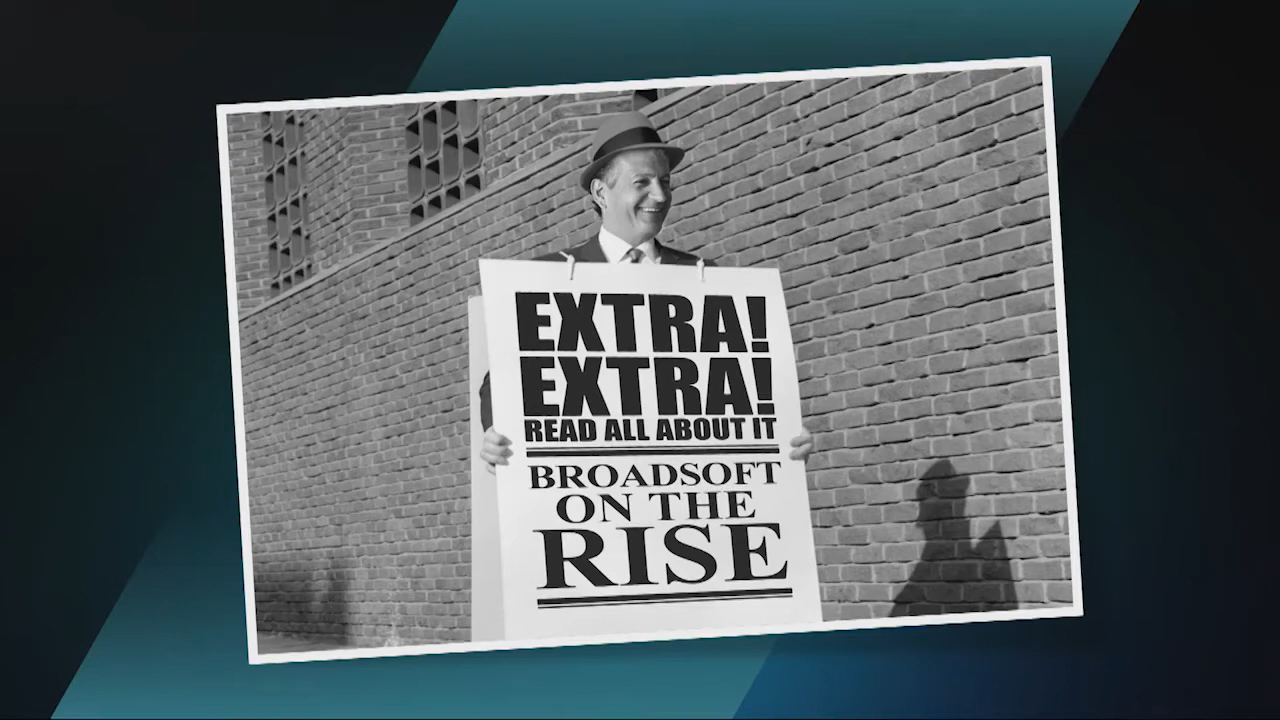 EXTRA!
EXTRA!
READ ALL ABOUT IT
BROADSOFT
ON THE
RISE